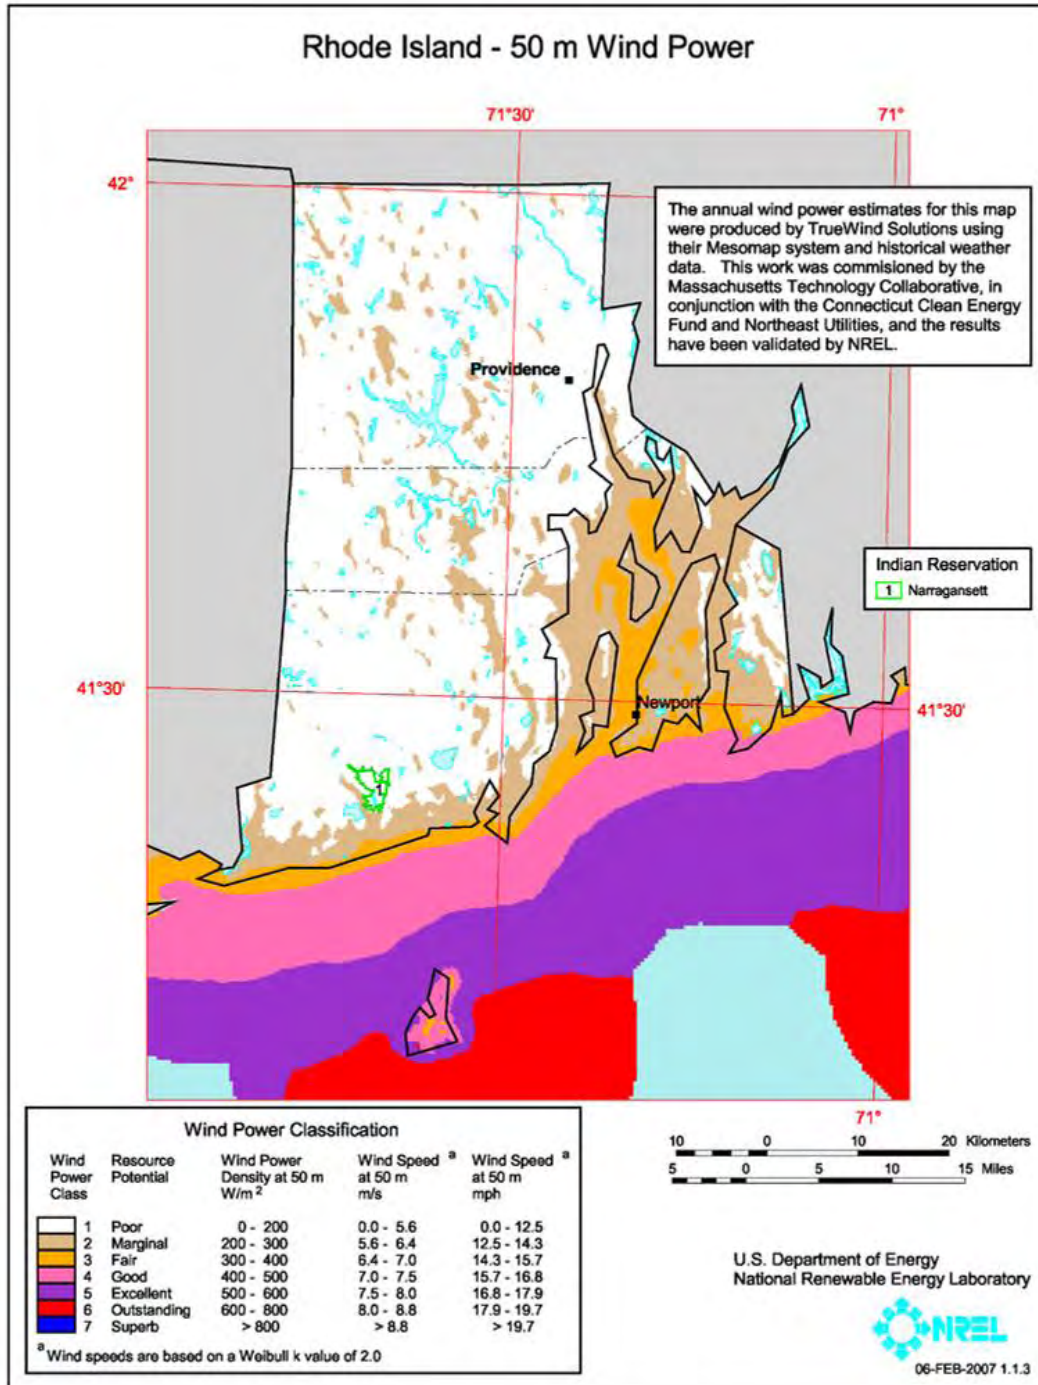 Rhode Island - 50 m Wind Power
71°30'
71°
42°
The annual wind power estimates for this map
were produced by TrueWind Solutions using
their Mesomap system and historical weather
data. This work was commisioned by the
Massachusetts Technology Collaborative, in
conjunction with the Connecticut Clean Energy
Fund and Northeast Utilities, and the results
have been validated by NREL.
Providence
Indian Reservation
1 Narragansett
41°30'
Newport
41°30'
1
71°
Wind Power Classification
Wind Power Class Resource Potential Wind Power Density at 50 m W/m² Wind Speed ª at 50 m m/s Wind Speed ª at 50 m mph
1 Poor 0 - 200 0.0 - 5.6 0.0 - 12.5
2 Marginal 200 - 300 5.6 - 6.4 12.5 - 14.3
3 Fair 300 - 400 6.4 - 7.0 14.3 - 15.7
4 Good 400 - 500 7.0 - 7.5 15.7 - 16.8
5 Excellent 500 - 600 7.5 - 8.0 16.8 - 17.9
6 Outstanding 600 - 800 8.0 - 8.8 17.9 - 19.7
7 Superb > 800 > 8.8 > 19.7
ª Wind speeds are based on a Weibull k value of 2.0
10 0 10 20 Kilometers
5 0 5 10 15 Miles
U.S. Department of Energy
National Renewable Energy Laboratory
NREL
06-FEB-2007 1.1.3